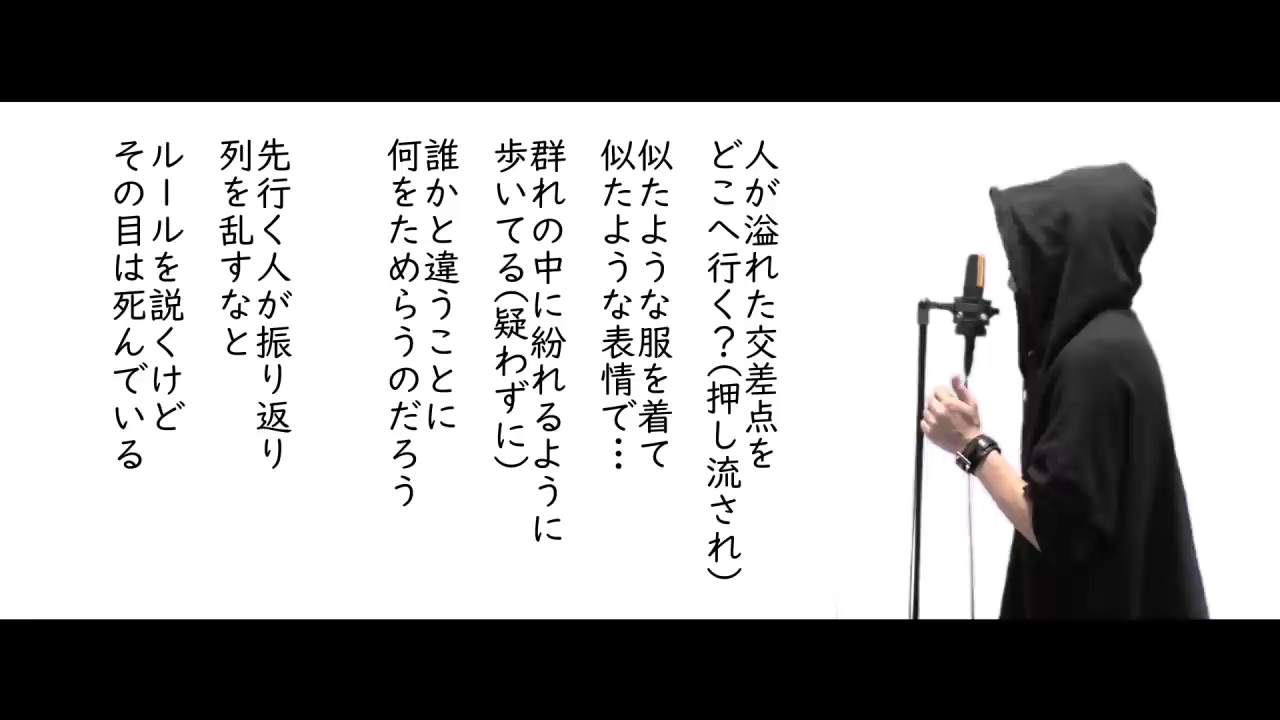 人が溢れた交差点を
どこへ行く?(押し流され)
似たような服を着て
似たような表情で…
群れの中に紛れるように
歩いてる(疑わずに)
誰かと違うことに
何をためらうのだろう
先行く人が振り返り
列を乱すなと
ルールを説くけど
その目は死んでいる